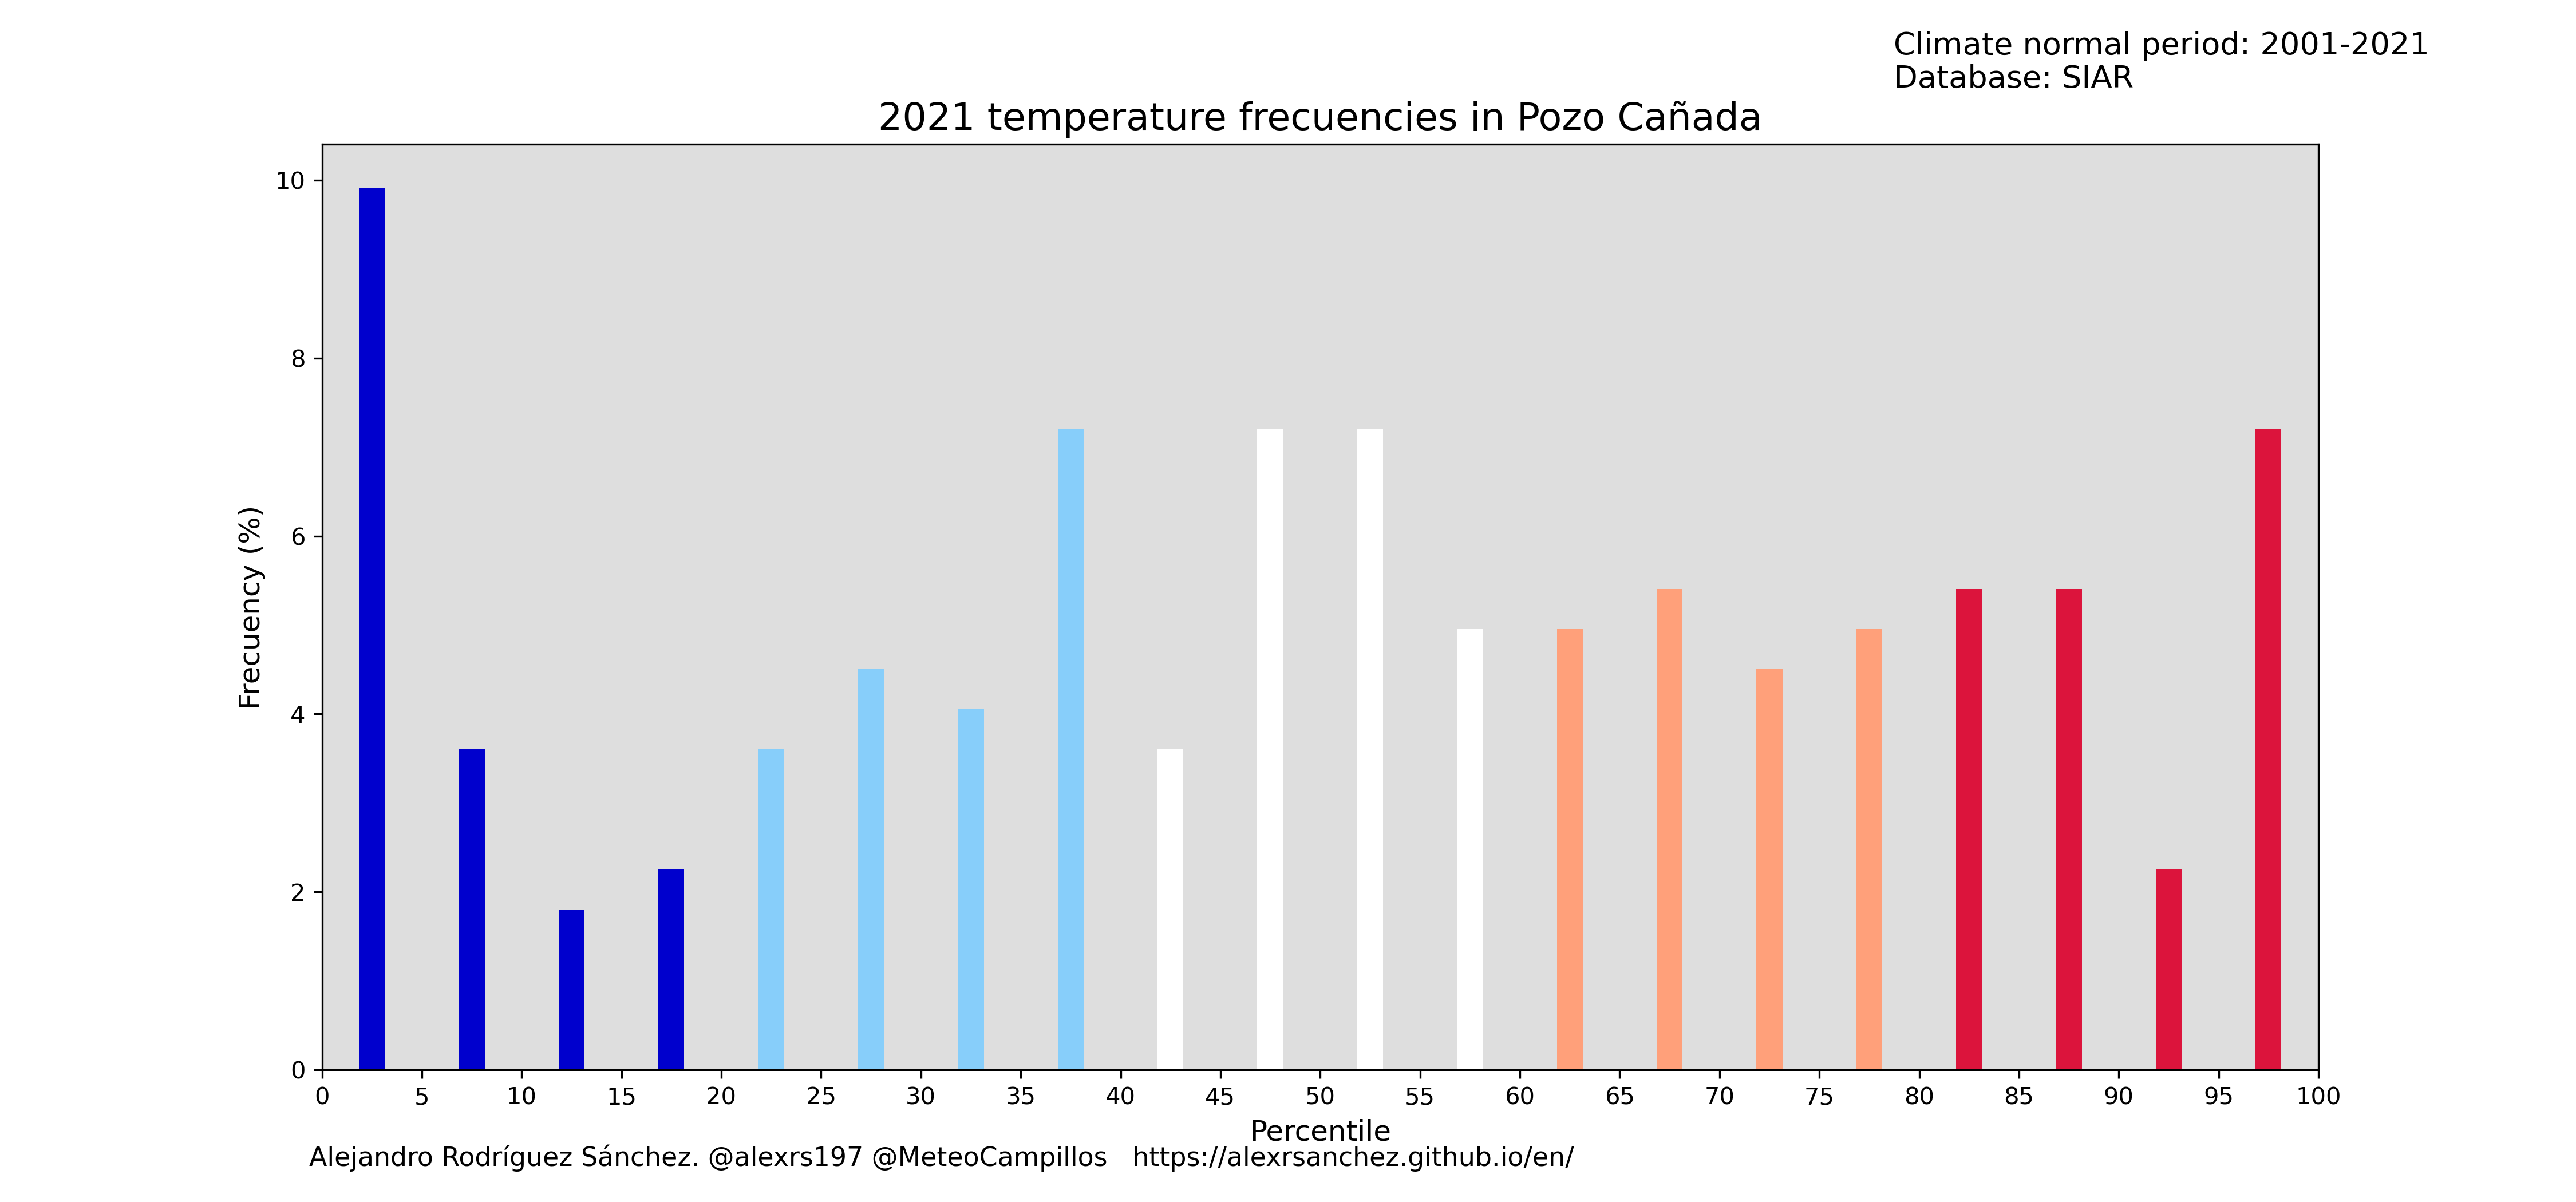 Climate normal period: 2001-2021
Database: SIAR
2021 temperature frecuencies in Pozo Cañada
10
8
6
4
2
0
Frecuency (%)
0 5 10 15 20 25 30 35 40 45 50 55 60 65 70 75 80 85 90 95 100
Percentile
Alejandro Rodríguez Sánchez. @alexrs197 @MeteoCampillos https://alexrsanchez.github.io/en/